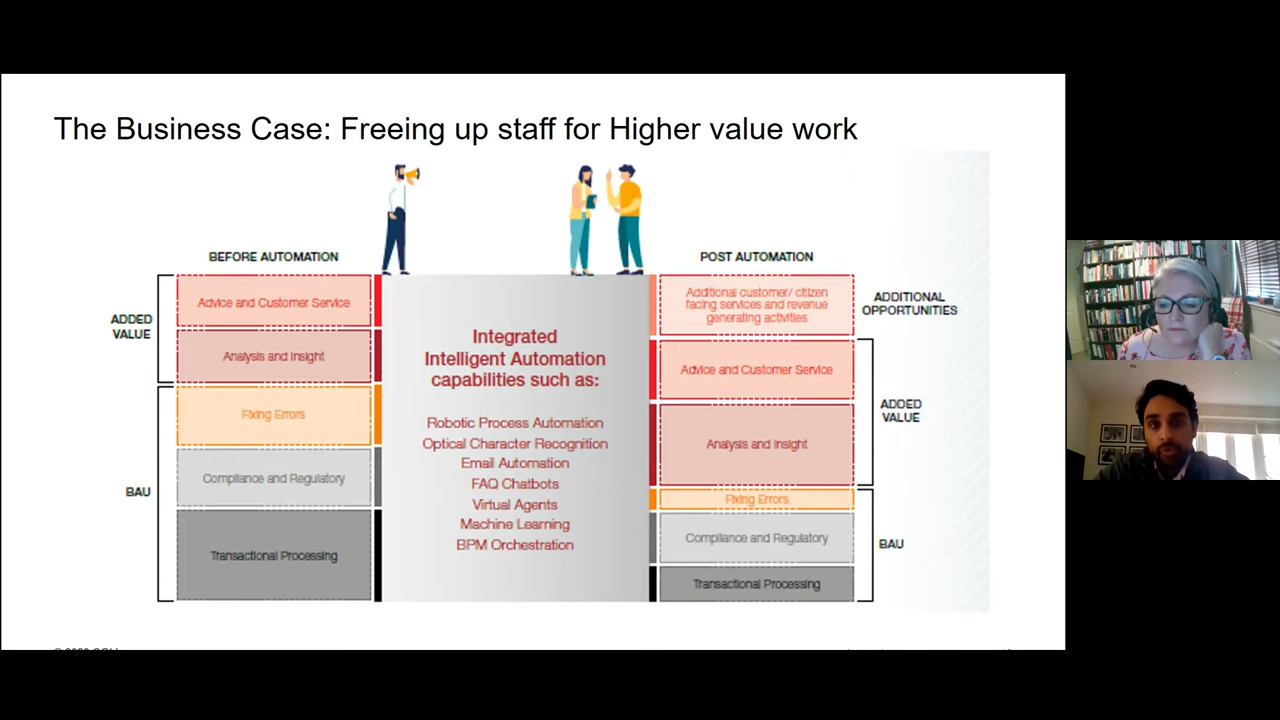 The Business Case: Freeing up staff for Higher value work
BEFORE AUTOMATION
ADDED
VALUE
Advice and Customer Service
Analysis and Insight
BAU
Fixing Errors
Compliance and Regulatory
Transactional Processing
Integrated
Intelligent Automation
capabilities such as:
Robotic Process Automation
Optical Character Recognition
Email Automation
FAQ Chatbots
Virtual Agents
Machine Learning
BPM Orchestration
POST AUTOMATION
Additional customer/ citizen
facing services and revenue
generating activities
ADDITIONAL
OPPORTUNITIES
Advice and Customer Service
Analysis and Insight
ADDED
VALUE
Fixing Errors
Compliance and Regulatory
Transactional Processing
BAU